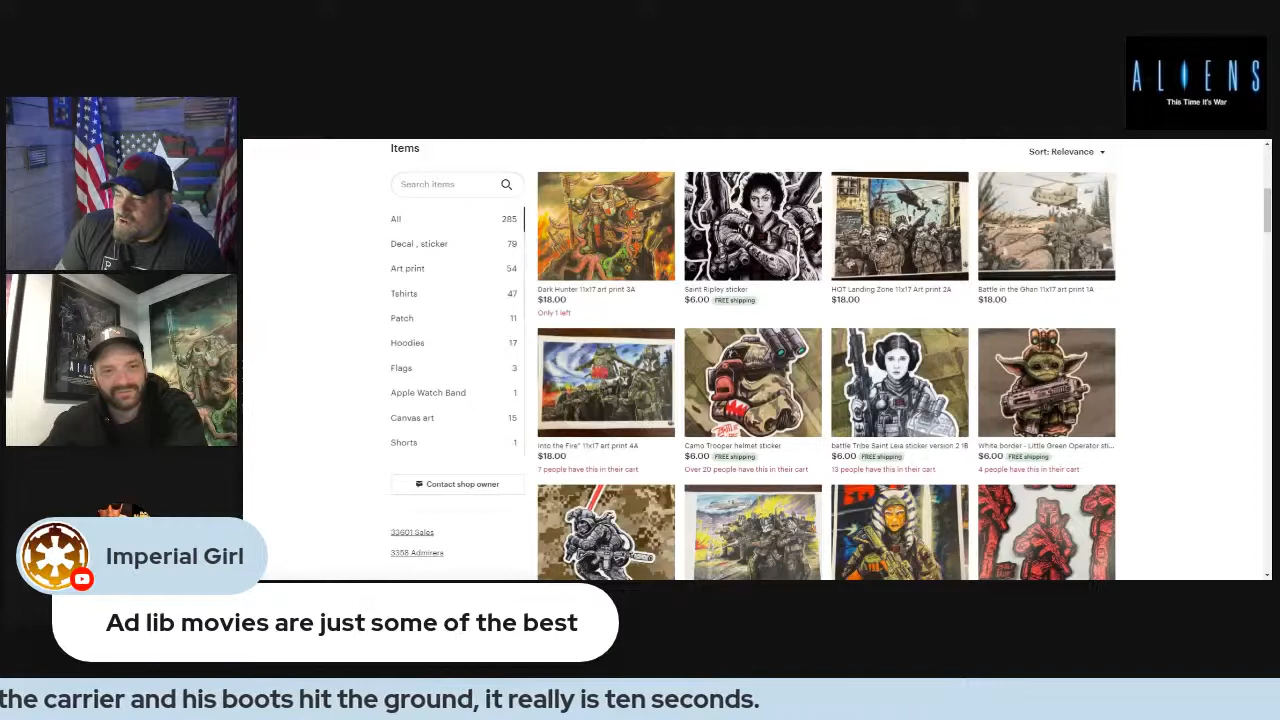 ALIENS
This Time It's War
Items
Sort: Relevance
Search items
All 285
Decal , sticker 79
Art print 54
Tshirts 47
Patch 11
Hoodies 17
Flags 3
Apple Watch Band 1
Canvas art 15
Shorts 1
Contact shop owner
33601 Sales
3358 Admirers
Dark Hunter 11x17 art print 3A
$18.00
Only 1 left
Saint Ripley sticker
$6.00 FREE shipping
HOT Landing Zone 11x17 Art print 2A
$18.00
Battle in the Ghan 11x17 art print 1A
$18.00
Into the Fire" 11x17 art print 4A
$18.00
7 people have this in their cart
Camo Trooper helmet sticker
$6.00 FREE shipping
Over 20 people have this in their cart
battle Tribe Saint Leia sticker version 2 1B
$6.00 FREE shipping
13 people have this in their cart
White border - Little Green Operator sti...
$6.00 FREE shipping
4 people have this in their cart
Imperial Girl
Ad lib movies are just some of the best
the carrier and his boots hit the ground, it really is ten seconds.